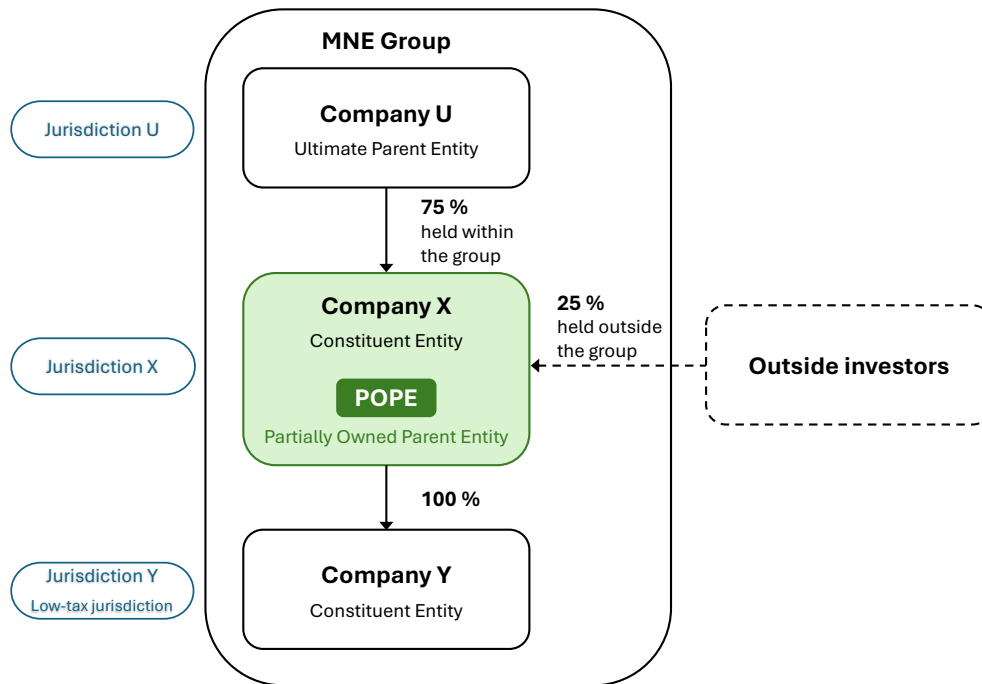 MNE Group
Company U
Ultimate Parent Entity
Jurisdiction U
75 %
held within
the group
Company X
Constituent Entity
POPE
Partially Owned Parent Entity
Jurisdiction X
25 %
held outside
the group
Outside investors
100 %
Company Y
Constituent Entity
Jurisdiction Y
Low-tax jurisdiction